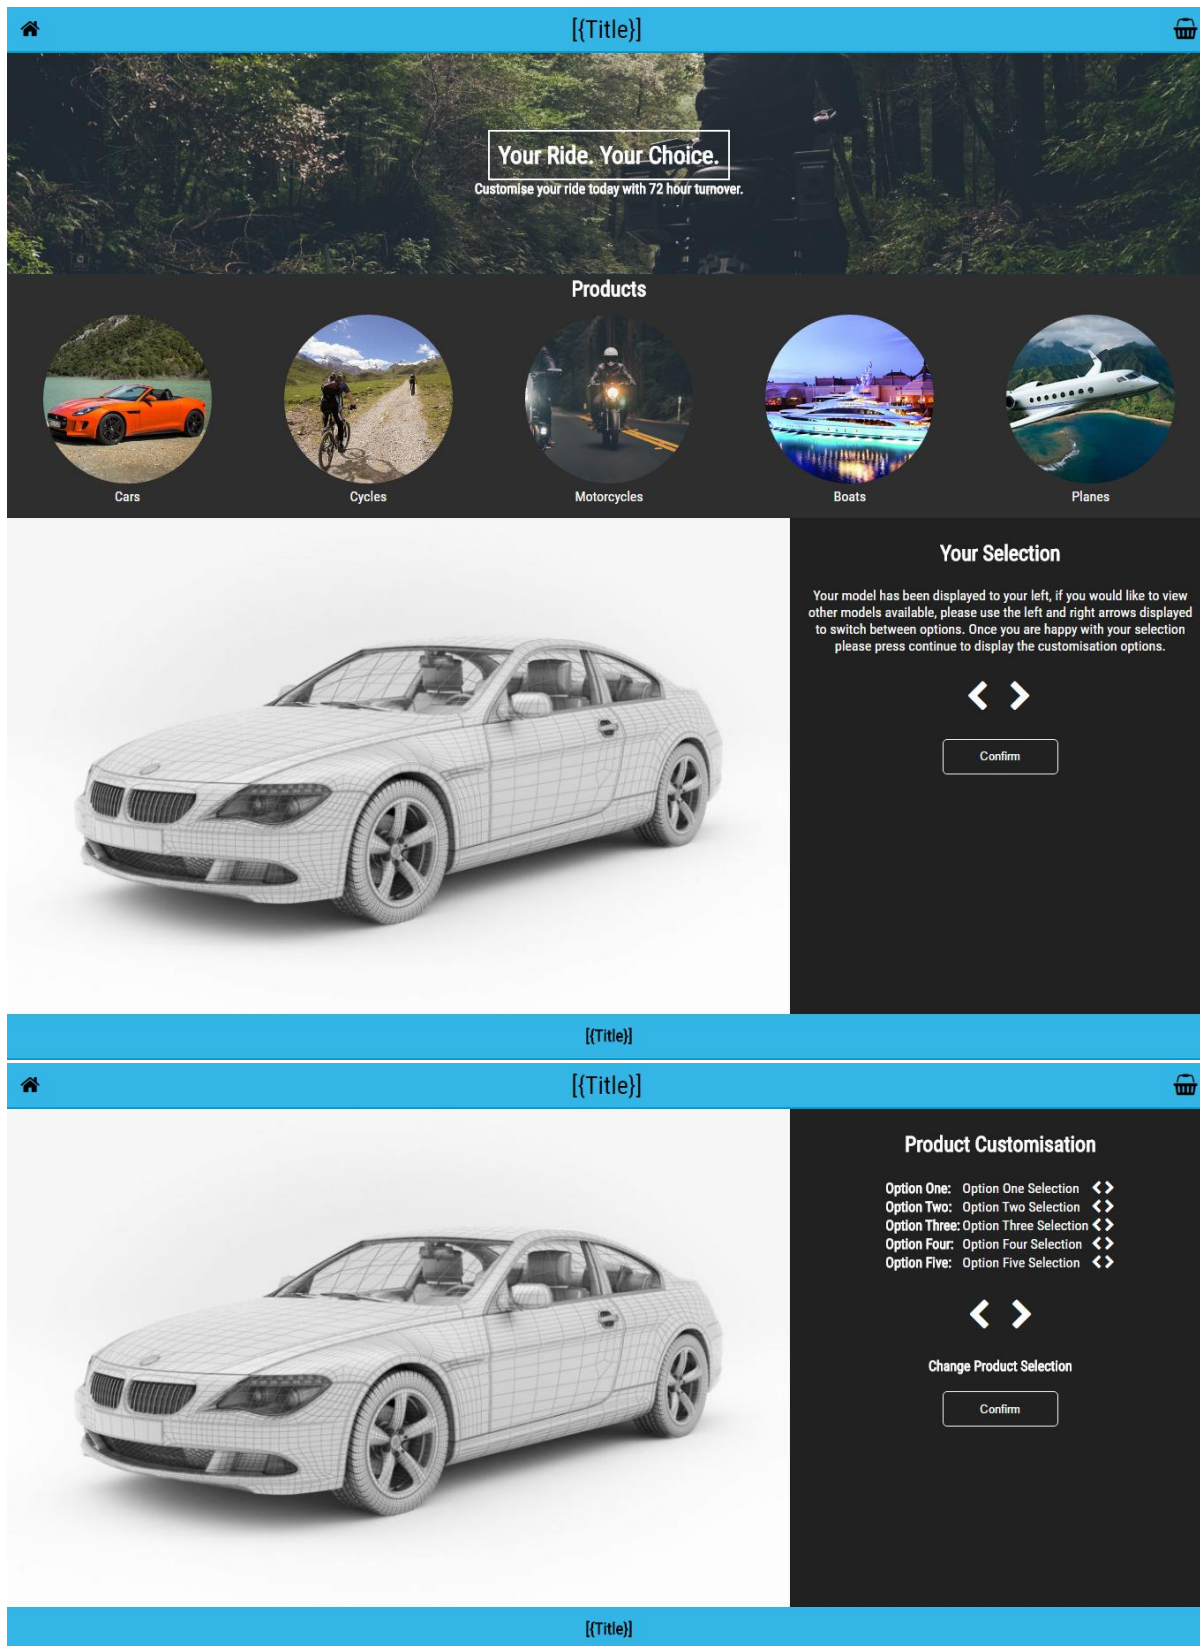 [{Title}]
Your Ride. Your Choice.
Customise your ride today with 72 hour turnover.
Products
Cars
Cycles
Motorcycles
Boats
Planes
Your Selection
Your model has been displayed to your left, if you would like to view
other models available, please use the left and right arrows displayed
to switch between options. Once you are happy with your selection
please press continue to display the customisation options.
Confirm
[{Title}]
[{Title}]
Product Customisation
Option One: Option One Selection
Option Two: Option Two Selection
Option Three: Option Three Selection
Option Four: Option Four Selection
Option Five: Option Five Selection
Change Product Selection
Confirm
[{Title}]